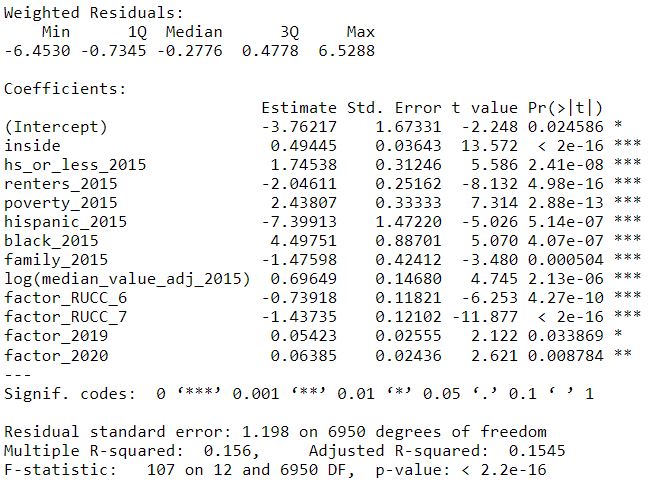 Weighted Residuals:
    Min      1Q  Median      3Q     Max
-6.4530 -0.7345 -0.2776  0.4778  6.5288

Coefficients:
                          Estimate Std. Error t value Pr(>|t|)
(Intercept)               -3.76217    1.67331  -2.248 0.024586 *
inside                     0.49445    0.03643  13.572  < 2e-16 ***
hs_or_less_2015            1.74538    0.31246   5.586 2.41e-08 ***
renters_2015              -2.04611    0.25162  -8.132 4.98e-16 ***
poverty_2015               2.43807    0.33333   7.314 2.88e-13 ***
hispanic_2015             -7.39913    1.47220  -5.026 5.14e-07 ***
black_2015                 4.49751    0.88701   5.070 4.07e-07 ***
family_2015               -1.47598    0.42412  -3.480 0.000504 ***
log(median_value_adj_2015) 0.69649    0.14680   4.745 2.13e-06 ***
factor_RUCC_6             -0.73918    0.11821  -6.253 4.27e-10 ***
factor_RUCC_7             -1.43735    0.12102 -11.877  < 2e-16 ***
factor_2019                0.05423    0.02555   2.122 0.033869 *
factor_2020                0.06385    0.02436   2.621 0.008784 **
---
Signif. codes:  0 ‘***’ 0.001 ‘**’ 0.01 ‘*’ 0.05 ‘.’ 0.1 ‘ ’ 1

Residual standard error: 1.198 on 6950 degrees of freedom
Multiple R-squared:  0.156,     Adjusted R-squared:  0.1545
F-statistic:   107 on 12 and 6950 DF,  p-value: < 2.2e-16